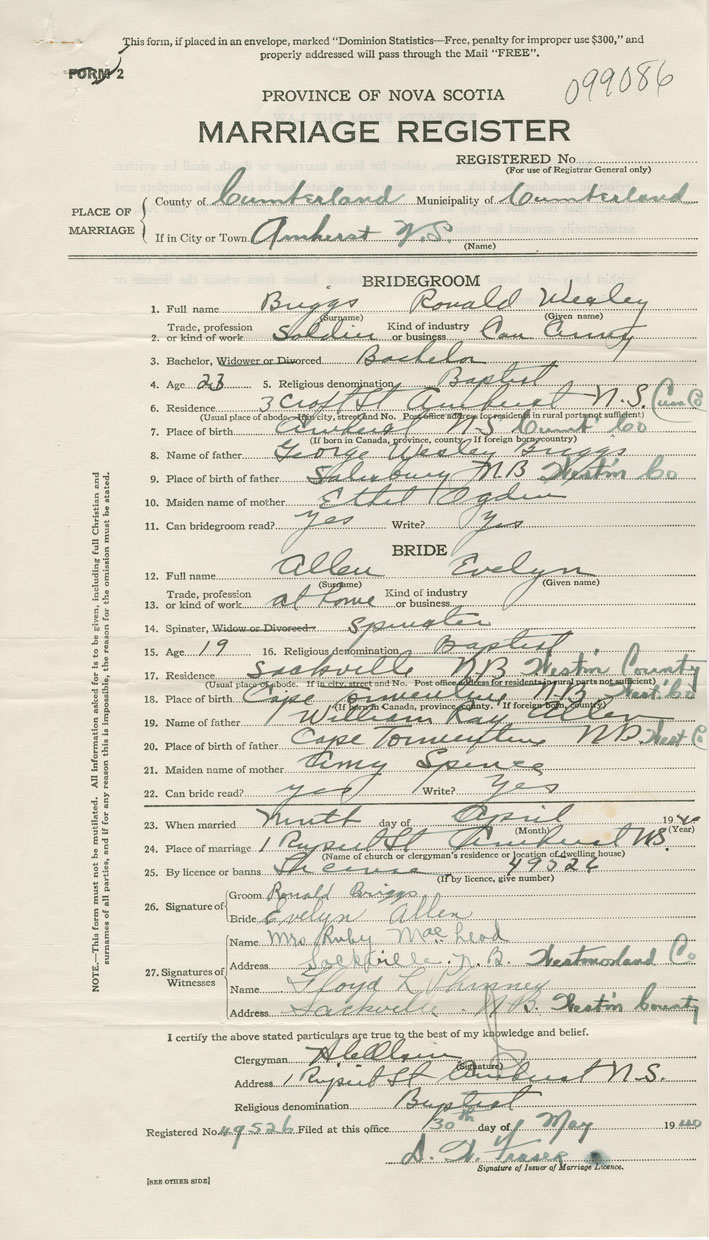 This form, if placed in an envelope, marked "Dominion Statistics—Free, penalty for improper use $300," and
properly addressed will pass through the Mail "FREE".
FORM 2
099086
PROVINCE OF NOVA SCOTIA
MARRIAGE REGISTER
REGISTERED No.
(For use of Registrar General only)
PLACE OF MARRIAGE
County of Cumberland Municipality of Cumberland
If in City or Town Amherst N.S.
(Name)
BRIDEGROOM
1. Full name Briggs Ronald Wesley
(Surname) (Given name)
2. Trade, profession or kind of work Soldier Kind of industry or business Can Army
3. Bachelor, Widower or Divorced Bachelor
4. Age 23 5. Religious denomination Baptist
6. Residence 3 Croft St Amherst N.S.
(Usual place of abode. If in city, street and No. Post office address for resident in rural parts not sufficient)
7. Place of birth Amherst N.S. Cumb' Co
(If born in Canada, province, county. If foreign born, country)
8. Name of father George Wesley Briggs
9. Place of birth of father Salisbury N.B. Westm Co
10. Maiden name of mother Ethel Ogden
11. Can bridegroom read? Yes Write? Yes
BRIDE
12. Full name Allen Evelyn
(Surname) (Given name)
13. Trade, profession or kind of work at home Kind of industry or business
14. Spinster, Widow or Divorced Spinster
15. Age 19 16. Religious denomination Baptist
17. Residence Sackville N.B. Westm County
(Usual place of abode. If in city, street and No. Post office address for residents in rural parts not sufficient)
18. Place of birth Cape Tormentine N.B. West. Co
(If born in Canada, province, county. If foreign born, country)
19. Name of father William Ray Allen
20. Place of birth of father Cape Tormentine N.B. West Co
21. Maiden name of mother Amy Spence
22. Can bride read? yes Write? Yes
23. When married Ninth day of April 1940
(Month) (Year)
24. Place of marriage 1 Rupert St Amherst N.S.
(Name of church or clergyman's residence or location of dwelling house)
25. By licence or banns License 49526
(If by licence, give number)
26. Signature of
Groom Ronald Briggs
Bride Evelyn Allen
27. Signatures of Witnesses
Name Mrs Ruby MacLeod
Address Sackville. N.B. Westmorland Co
Name Floyd L Phinney
Address Sackville N.B. Westm County
I certify the above stated particulars are true to the best of my knowledge and belief.
Clergyman
(Signature)
Address 1 Rupert St Amherst N.S.
Religious denomination Baptist
Registered No. 49526 Filed at this office 30th day of May 1940
Signature of Issuer of Marriage Licence.
[SEE OTHER SIDE]
NOTE.—This form must not be mutilated. All information asked for is to be given, including full Christian and
surnames of all parties, and if for any reason this is impossible, the reason for the omission must be stated.